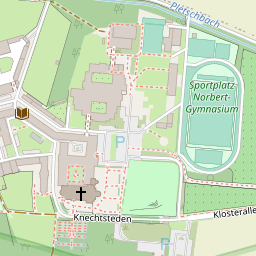 Pletschbach
Sportplatz
Norbert-
Gymnasium
P
P
Knechtsteden
Klosteralle